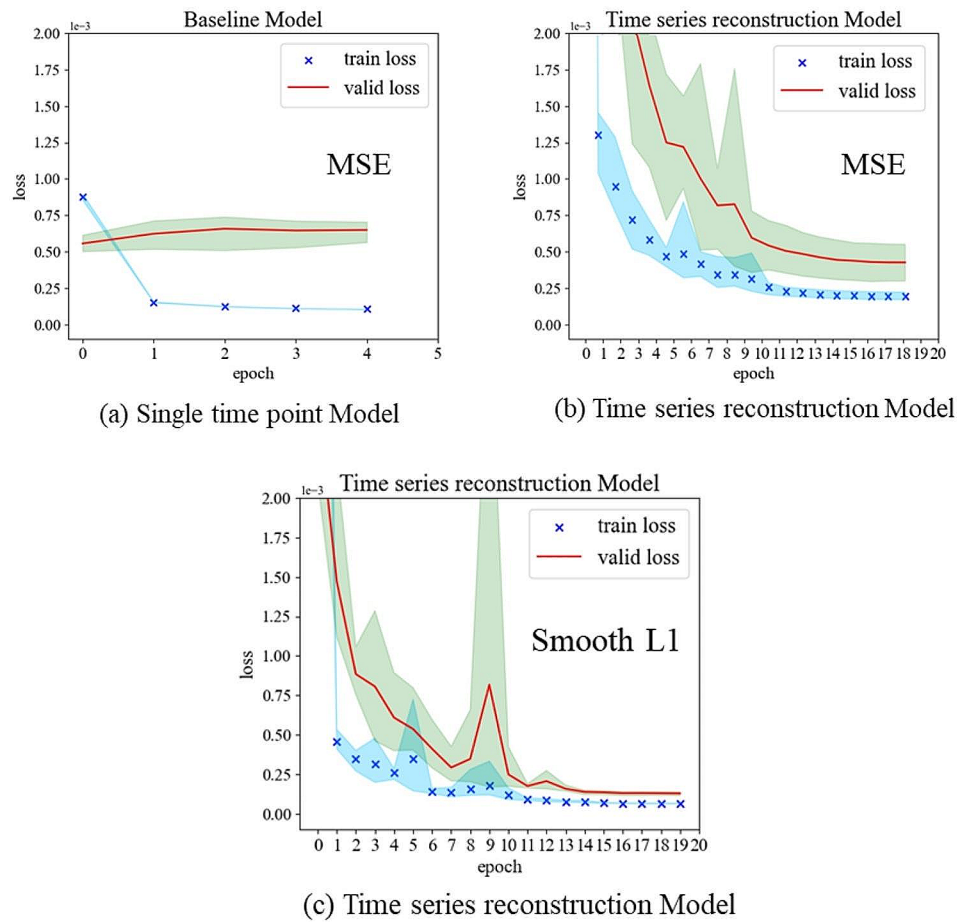 Baseline Model
1e−3
2.00
1.75
1.50
1.25
1.00
0.75
0.50
0.25
0.00
loss
train loss
valid loss
MSE
0 1 2 3 4 5
epoch
(a) Single time point Model
Time series reconstruction Model
1e−3
2.00
1.75
1.50
1.25
1.00
0.75
0.50
0.25
0.00
loss
train loss
valid loss
MSE
0 1 2 3 4 5 6 7 8 9 10 11 12 13 14 15 16 17 18 19 20
epoch
(b) Time series reconstruction Model
Time series reconstruction Model
1e−3
2.00
1.75
1.50
1.25
1.00
0.75
0.50
0.25
0.00
loss
train loss
valid loss
Smooth L1
0 1 2 3 4 5 6 7 8 9 10 11 12 13 14 15 16 17 18 19 20
epoch
(c) Time series reconstruction Model